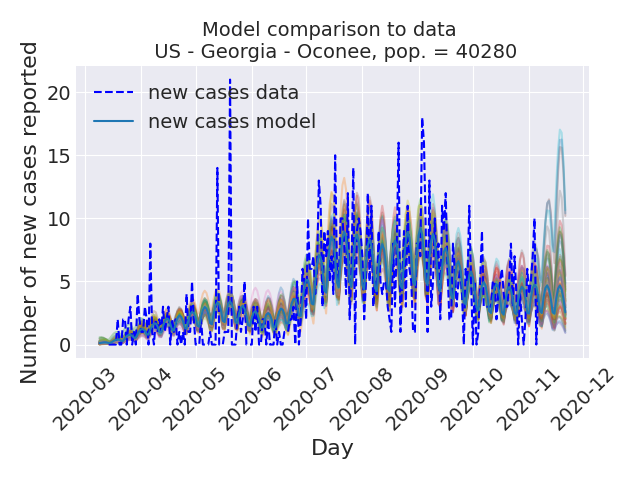 Model comparison to data
US - Georgia - Oconee, pop. = 40280
Number of new cases reported
20
15
10
5
0
new cases data
new cases model
2020-03
2020-04
2020-05
2020-06
2020-07
2020-08
2020-09
2020-10
2020-11
2020-12
Day